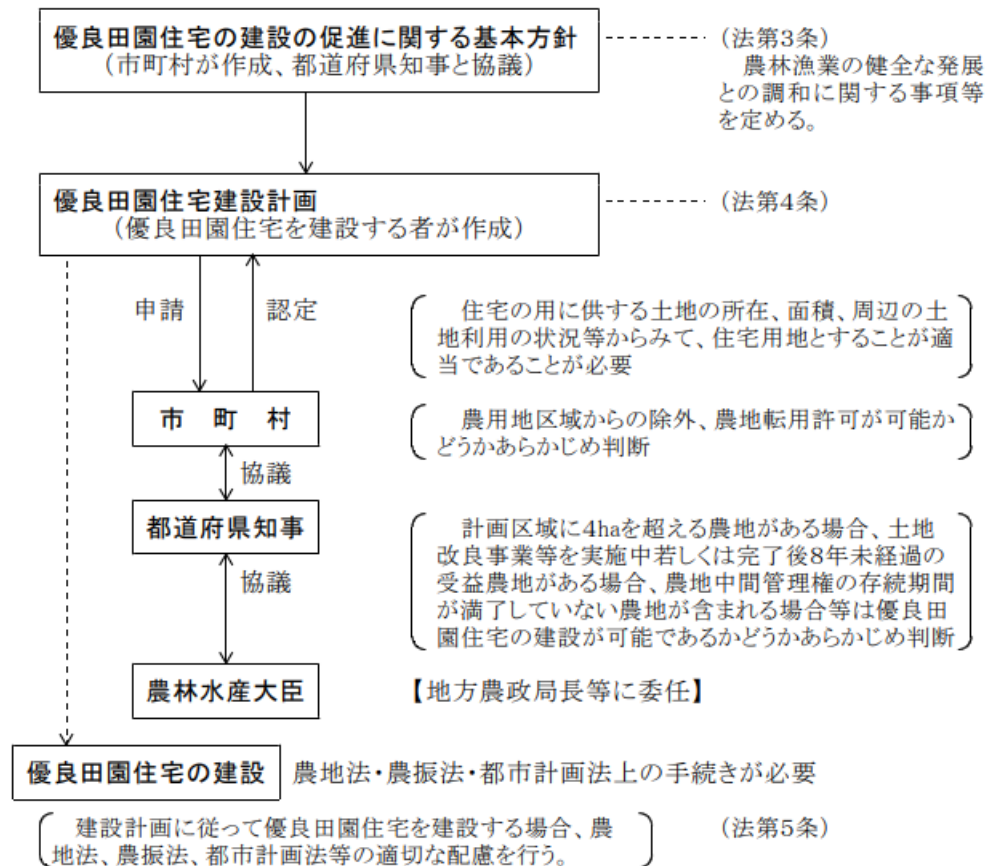 優良田園住宅の建設の促進に関する基本方針
(市町村が作成、都道府県知事と協議)
(法第3条)
農林漁業の健全な発展
との調和に関する事項等
を定める。
優良田園住宅建設計画
(優良田園住宅を建設する者が作成)
(法第4条)
申請
認定
住宅の用に供する土地の所在、面積、周辺の土
地利用の状況等からみて、住宅用地とすることが適
当であることが必要
市 町 村
農用地区域からの除外、農地転用許可が可能か
どうかあらかじめ判断
協議
都道府県知事
計画区域に4haを超える農地がある場合、土地
改良事業等を実施中若しくは完了後8年未経過の
受益農地がある場合、農地中間管理権の存続期間
が満了していない農地が含まれる場合等は優良田
園住宅の建設が可能であるかどうかあらかじめ判断
協議
農林水産大臣
【地方農政局長等に委任】
優良田園住宅の建設
農地法・農振法・都市計画法上の手続きが必要
建設計画に従って優良田園住宅を建設する場合、農
地法、農振法、都市計画法等の適切な配慮を行う。
(法第5条)